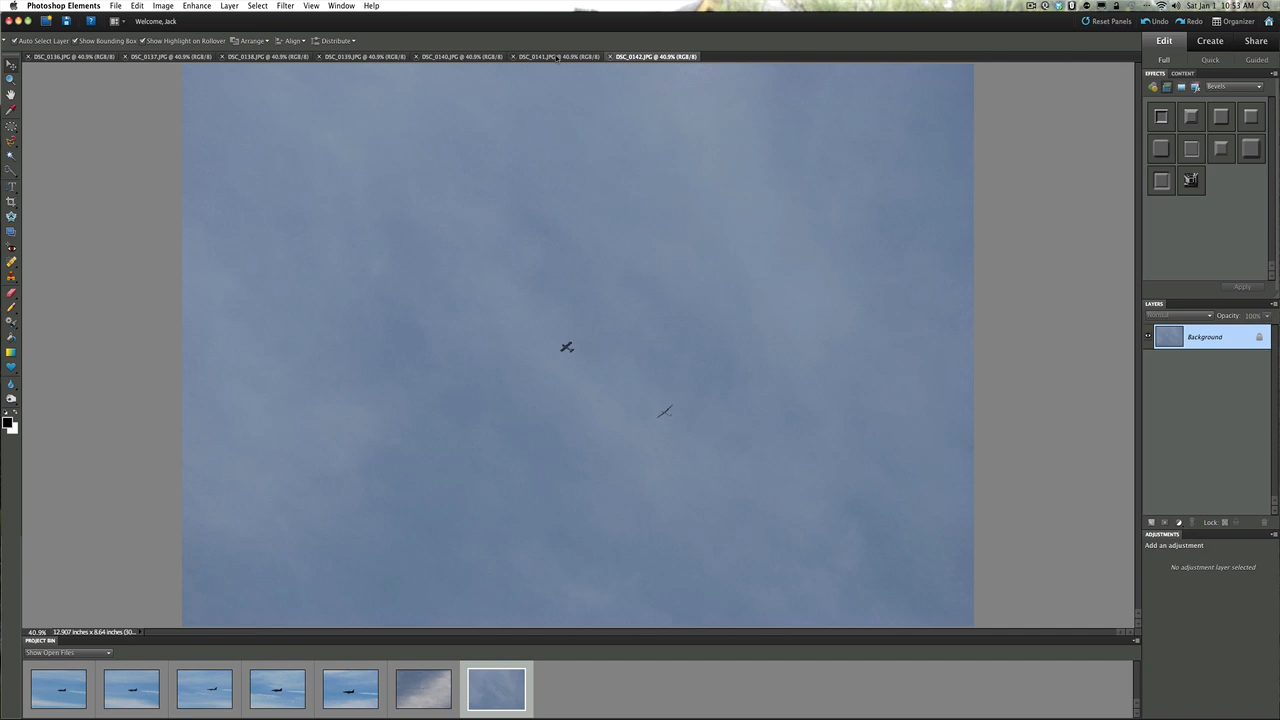 Photoshop Elements File Edit Image Enhance Layer Select Filter View Window Help Sat Jan 1 10:53 AM
Welcome, Jack Reset Panels Undo Redo Organizer
Auto Select Layer Show Bounding Box Show Highlight on Rollover Arrange Align Distribute Edit Create Share
DSC_0136.JPG @ 40.9% (RGB/8) DSC_0137.JPG @ 40.9% (RGB/8) DSC_0138.JPG @ 40.9% (RGB/8) DSC_0139.JPG @ 40.9% (RGB/8) DSC_0140.JPG @ 40.9% (RGB/8) DSC_0141.JPG @ 40.9% (RGB/8) DSC_0142.JPG @ 40.9% (RGB/8)
Full Quick Guided
EFFECTS CONTENT
Bevels
Apply
LAYERS
Normal Opacity: 100%
Background
Lock:
ADJUSTMENTS
Add an adjustment
No adjustment layer selected
40.9% 12.907 inches x 8.64 inches (30...
PROJECT BIN
Show Open Files